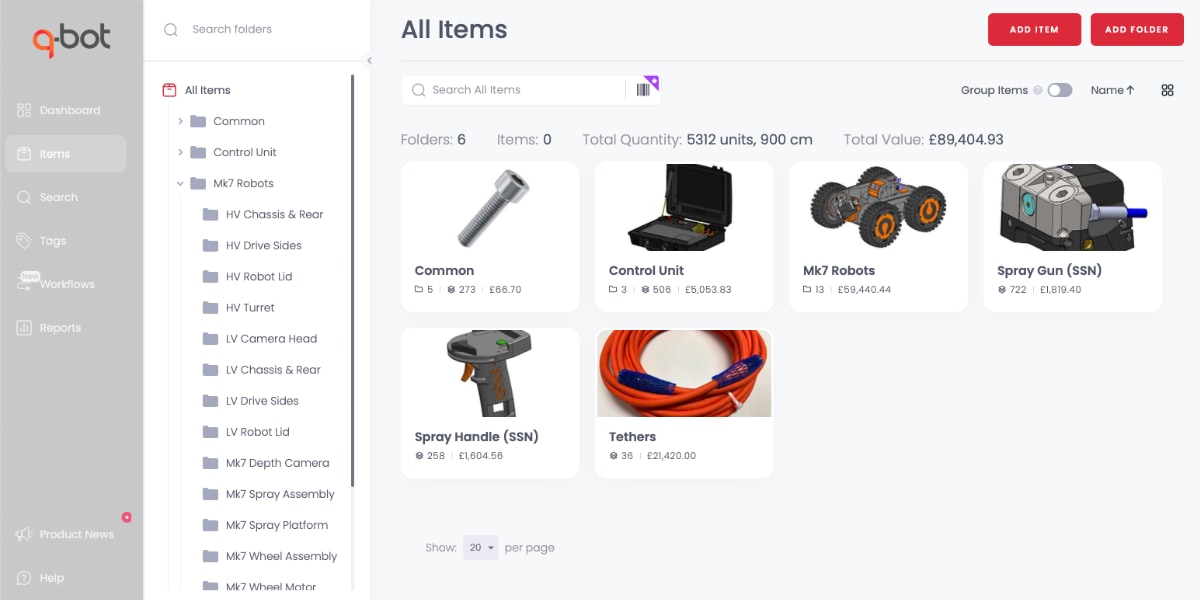 q-bot
Dashboard
Items
Search
Tags
New
Workflows
Reports
Product News
Help
Search folders
All Items
Common
Control Unit
Mk7 Robots
HV Chassis & Rear
HV Drive Sides
HV Robot Lid
HV Turret
LV Camera Head
LV Chassis & Rear
LV Drive Sides
LV Robot Lid
Mk7 Depth Camera
Mk7 Spray Assembly
Mk7 Spray Platform
Mk7 Wheel Assembly
Mk7 Wheel Motor
All Items
ADD ITEM
ADD FOLDER
Search All Items
Group Items
Name
Folders: 6 Items: 0 Total Quantity: 5312 units, 900 cm Total Value: £89,404.93
Common
5 273 £66.70
Control Unit
3 506 £5,053.83
Mk7 Robots
13 £59,440.44
Spray Gun (SSN)
722 £1,819.40
Spray Handle (SSN)
258 £1,604.56
Tethers
36 £21,420.00
Show: 20 per page